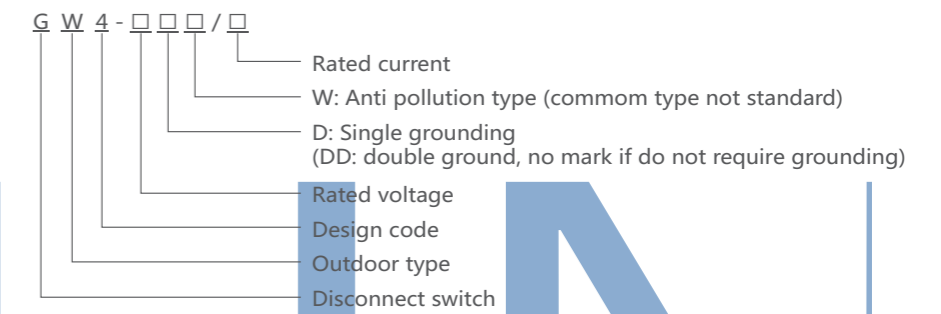 G W 4 - □ □ □ / □
Rated current
W: Anti pollution type (commom type not standard)
D: Single grounding
(DD: double ground, no mark if do not require grounding)
Rated voltage
Design code
Outdoor type
Disconnect switch